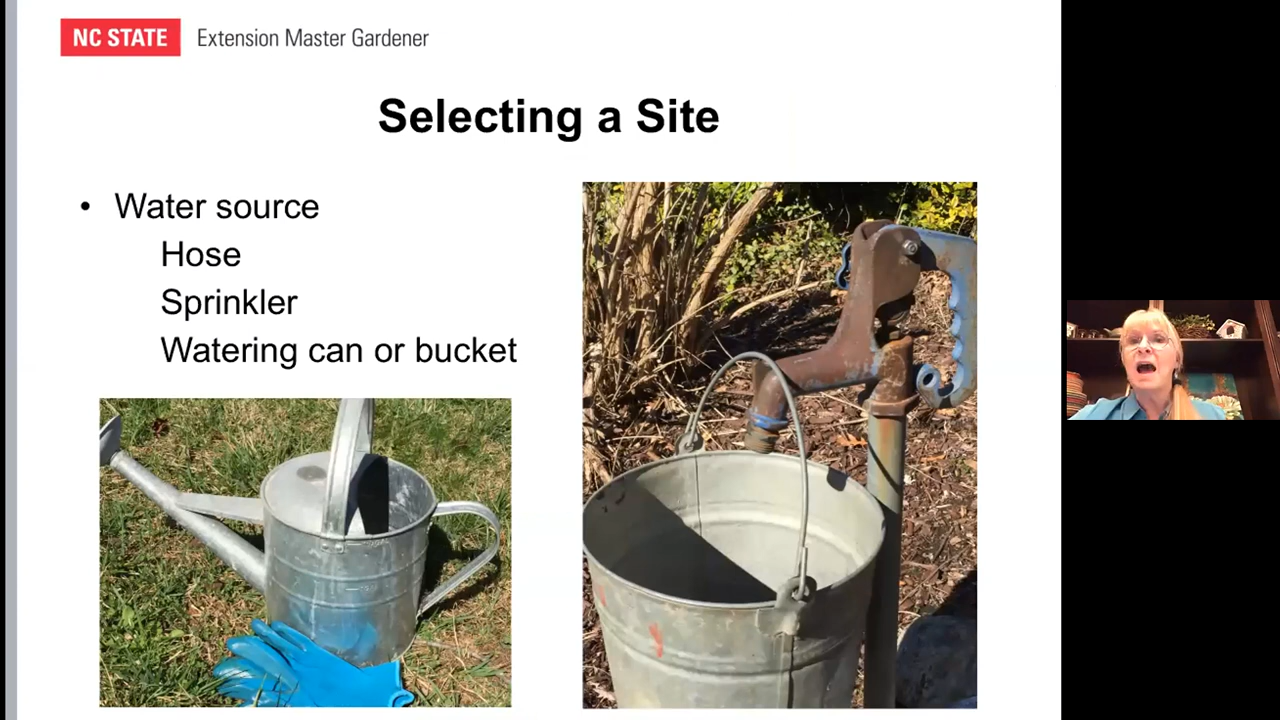 NC STATE Extension Master Gardener
Selecting a Site
• Water source
Hose
Sprinkler
Watering can or bucket